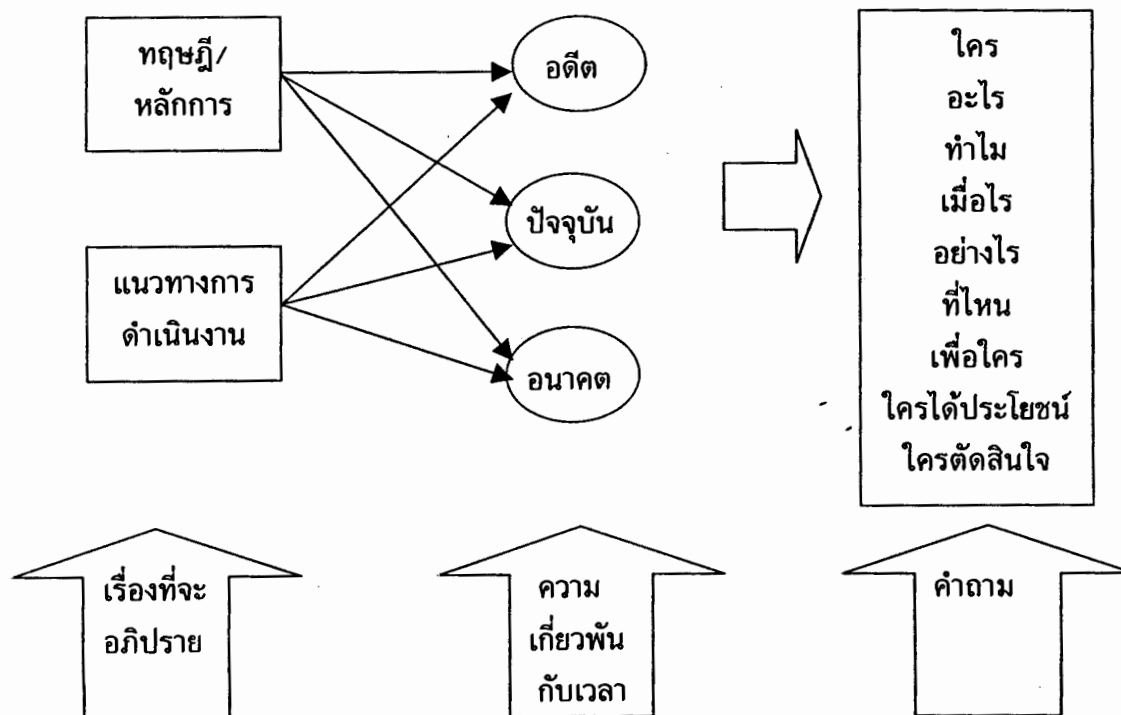 ทฤษฎี/
หลักการ
แนวทางการ
ดำเนินงาน
อดีต
ปัจจุบัน
อนาคต
ใคร
อะไร
ทำไม
เมื่อไร
อย่างไร
ที่ไหน
เพื่อใคร
ใครได้ประโยชน์
ใครตัดสินใจ
เรื่องที่จะ
อภิปราย
ความ
เกี่ยวพัน
กับเวลา
คำถาม